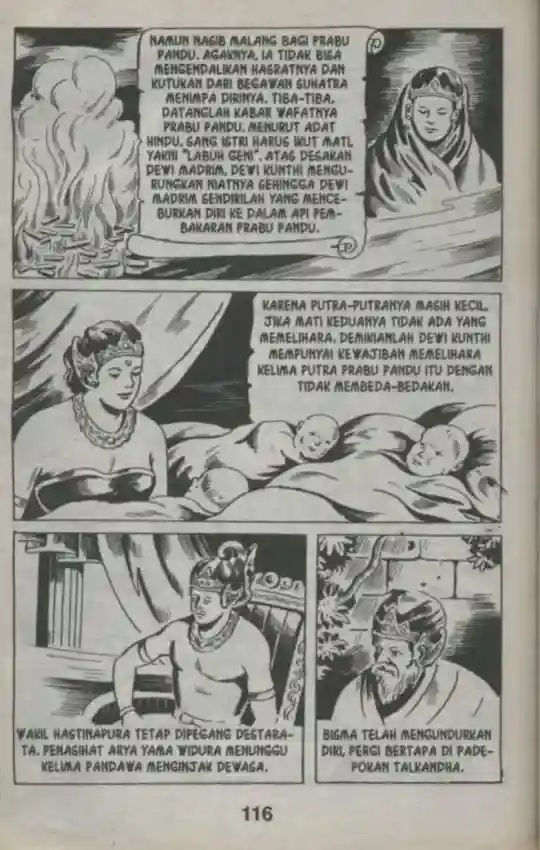 NAMUN NASIB MALANG BAGI PRABU
PANDU. AGAKNYA, IA TIDAK BISA
MENGENDALIKAN HASRATNYA DAN
KUTUKAN DARI BEGAWAN SUHATRA
MENIMPA DIRINYA. TIBA-TIBA,
DATANGLAH KABAR WAFATNYA
PRABU PANDU. MENURUT ADAT
HINDU, SANG ISTRI HARUS IKUT MATI,
YAKNI "LABUH GENI". ATAS DESAKAN
DEWI MADRIM, DEWI KUNTHI MENGU-
RUNGKAN NIATNYA SEHINGGA DEWI
MADRIM SENDIRILAH YANG MENCE-
BURKAN DIRI KE DALAM API PEM-
BAKARAN PRABU PANDU.
KARENA PUTRA-PUTRANYA MASIH KECIL.
JIKA MATI KEDUANYA TIDAK ADA YANG
MEMELIHARA. DEMIKIANLAH DEWI KUNTHI
MEMPUNYAI KEWAJIBAN MEMELIHARA
KELIMA PUTRA PRABU PANDU ITU DENGAN
TIDAK MEMBEDA-BEDAKAN.
WAKIL HASTINAPURA TETAP DIPEGANG DESTARA-
TA. PENASIHAT ARYA YAMA WIDURA MENUNGGU
KELIMA PANDAWA MENGINJAK DEWASA.
BISMA TELAH MENGUNDURKAN
DIRI, PERGI BERTAPA DI PADE-
POKAN TALKANDHA.
116